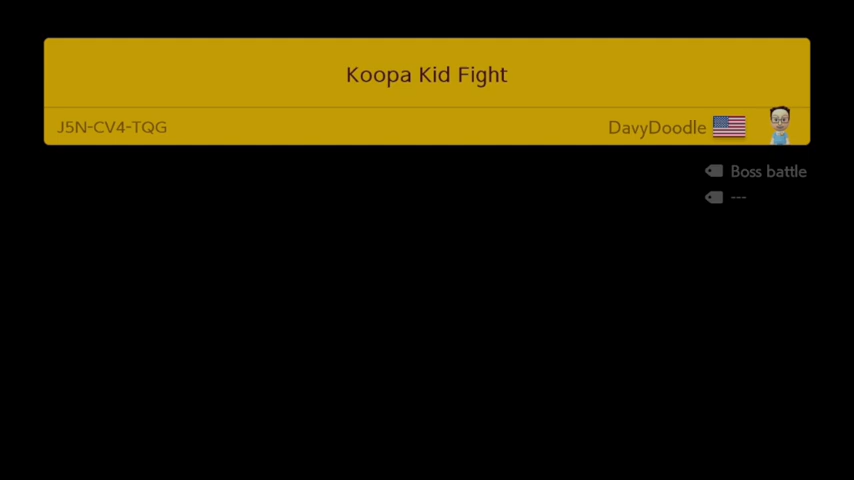 Koopa Kid Fight
J5N-CV4-TQG
DavyDoodle
Boss battle
---